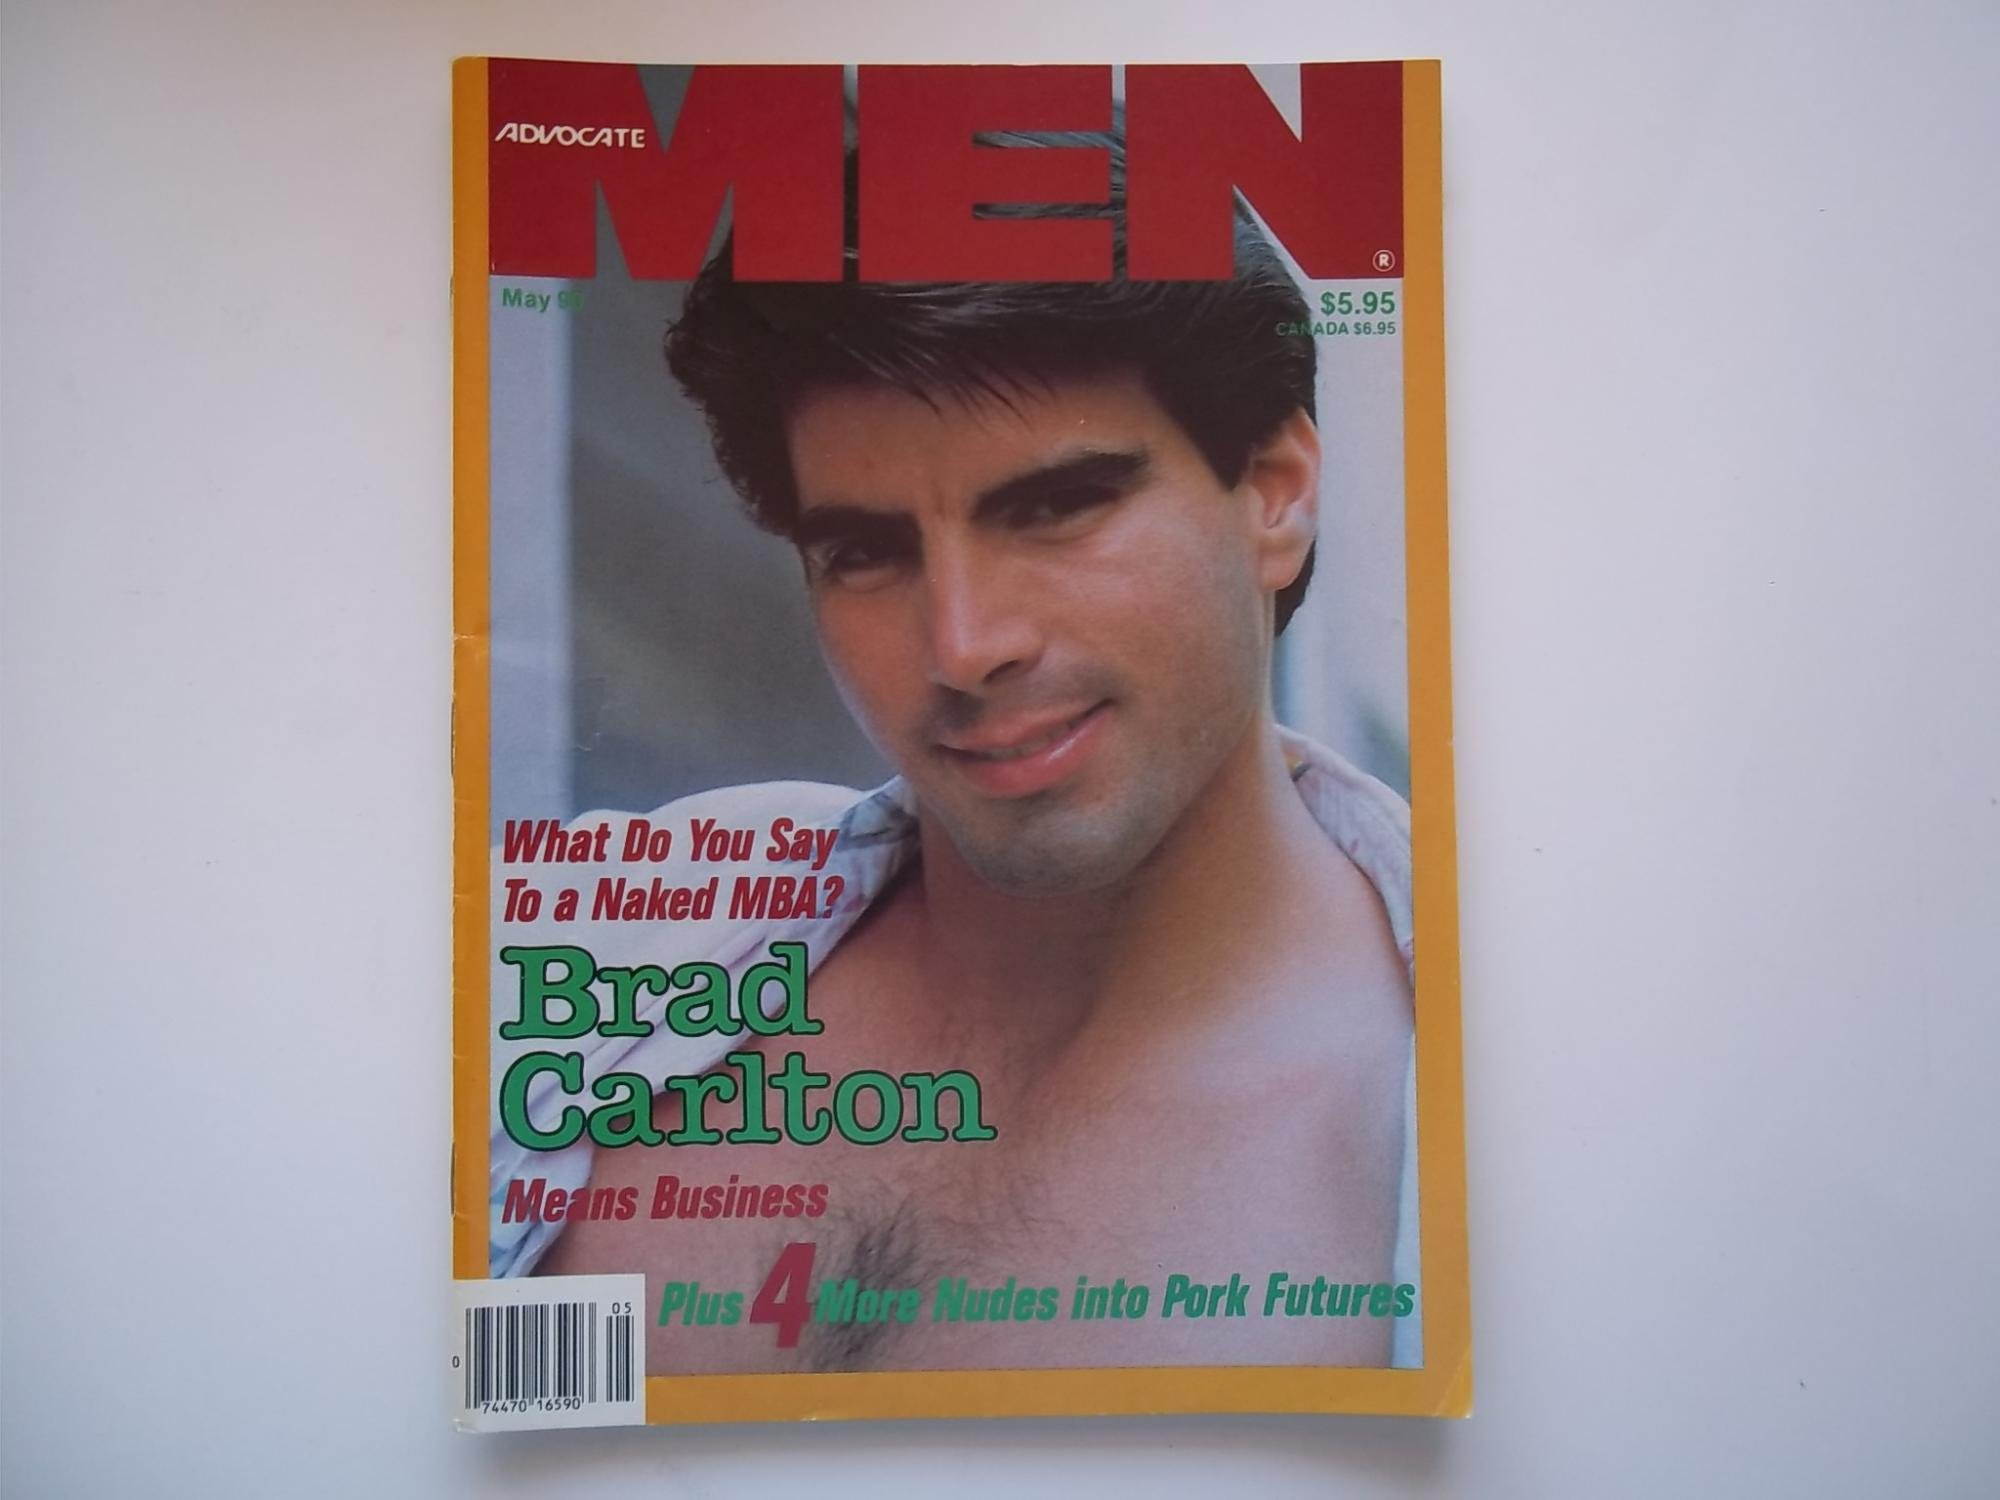 ADVOCATE
MEN
®
May 90
$5.95
CANADA $6.95
What Do You Say
To a Naked MBA?
Brad
Carlton
Means Business
Plus 4 More Nudes into Pork Futures
05
0
74470 16590